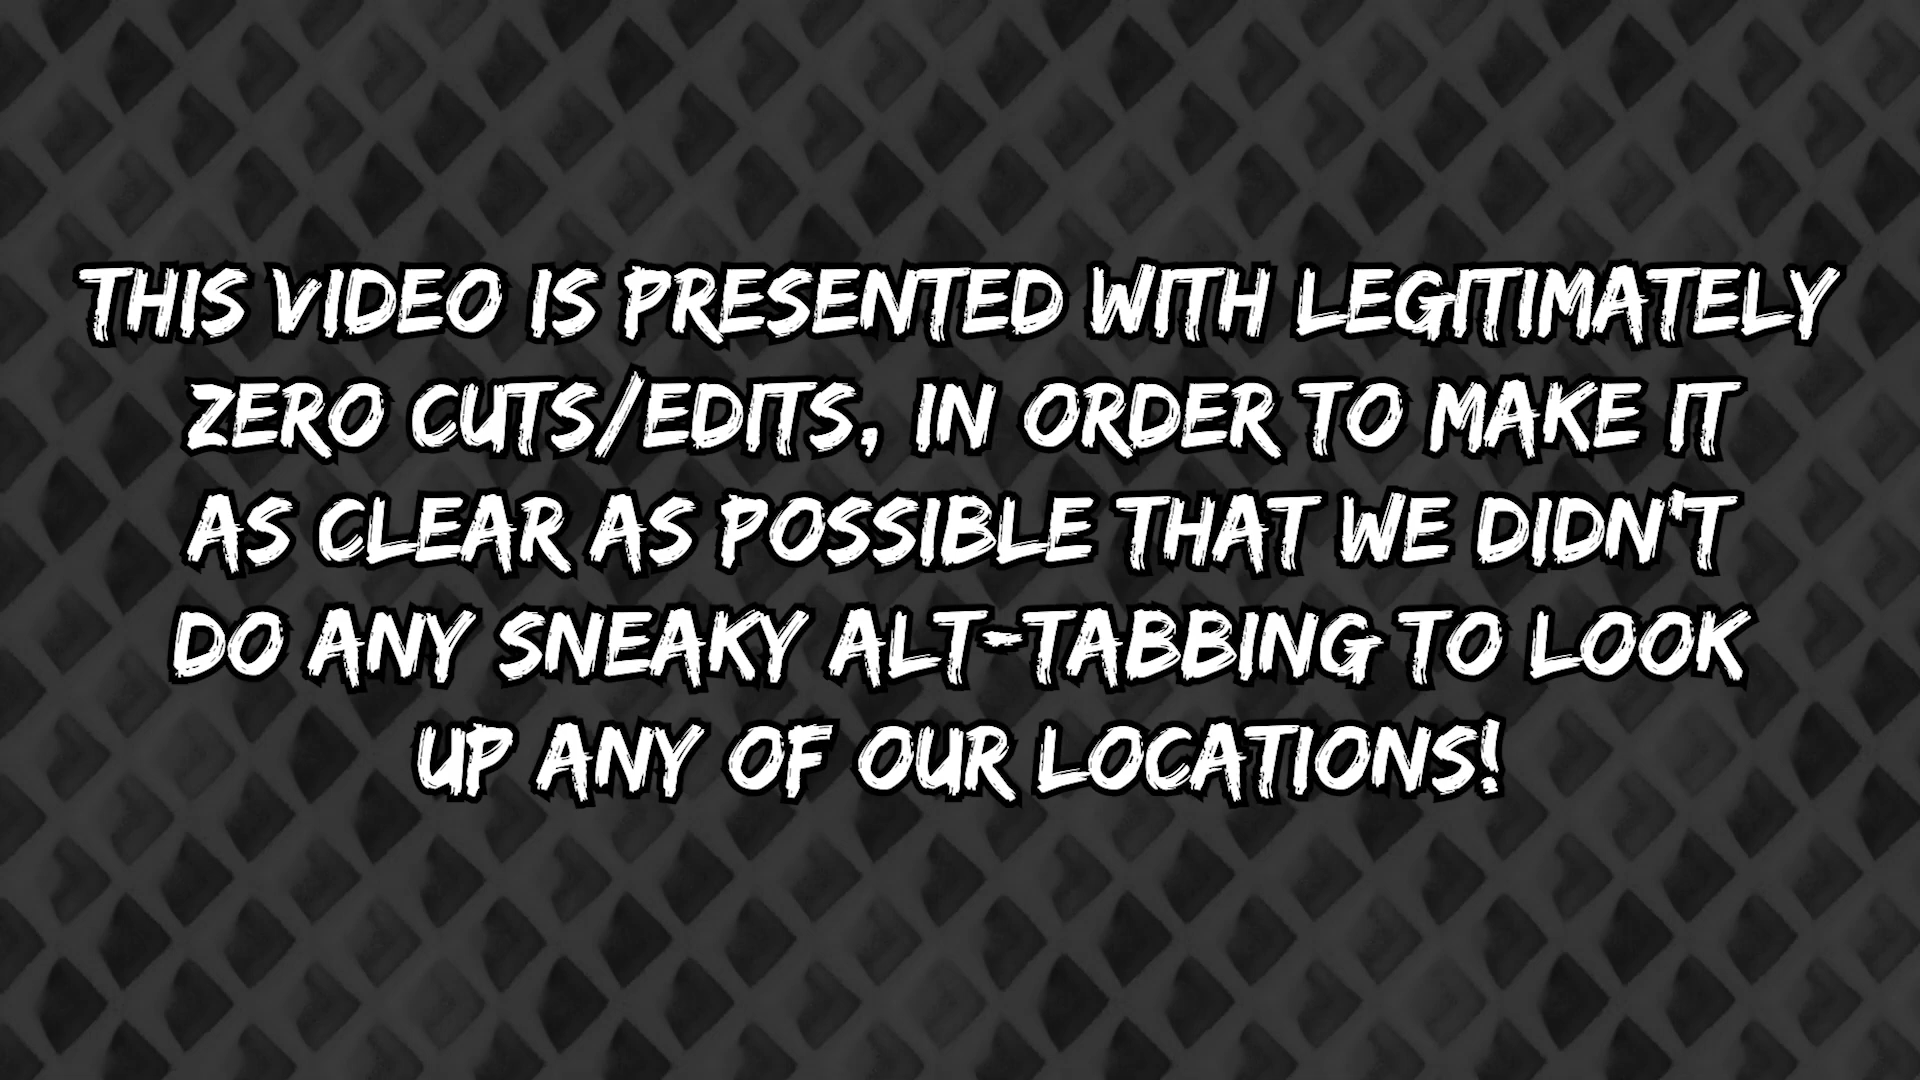 THIS VIDEO IS PRESENTED WITH LEGITIMATELY
ZERO CUTS/EDITS, IN ORDER TO MAKE IT
AS CLEAR AS POSSIBLE THAT WE DIDN'T
DO ANY SNEAKY ALT-TABBING TO LOOK
UP ANY OF OUR LOCATIONS!